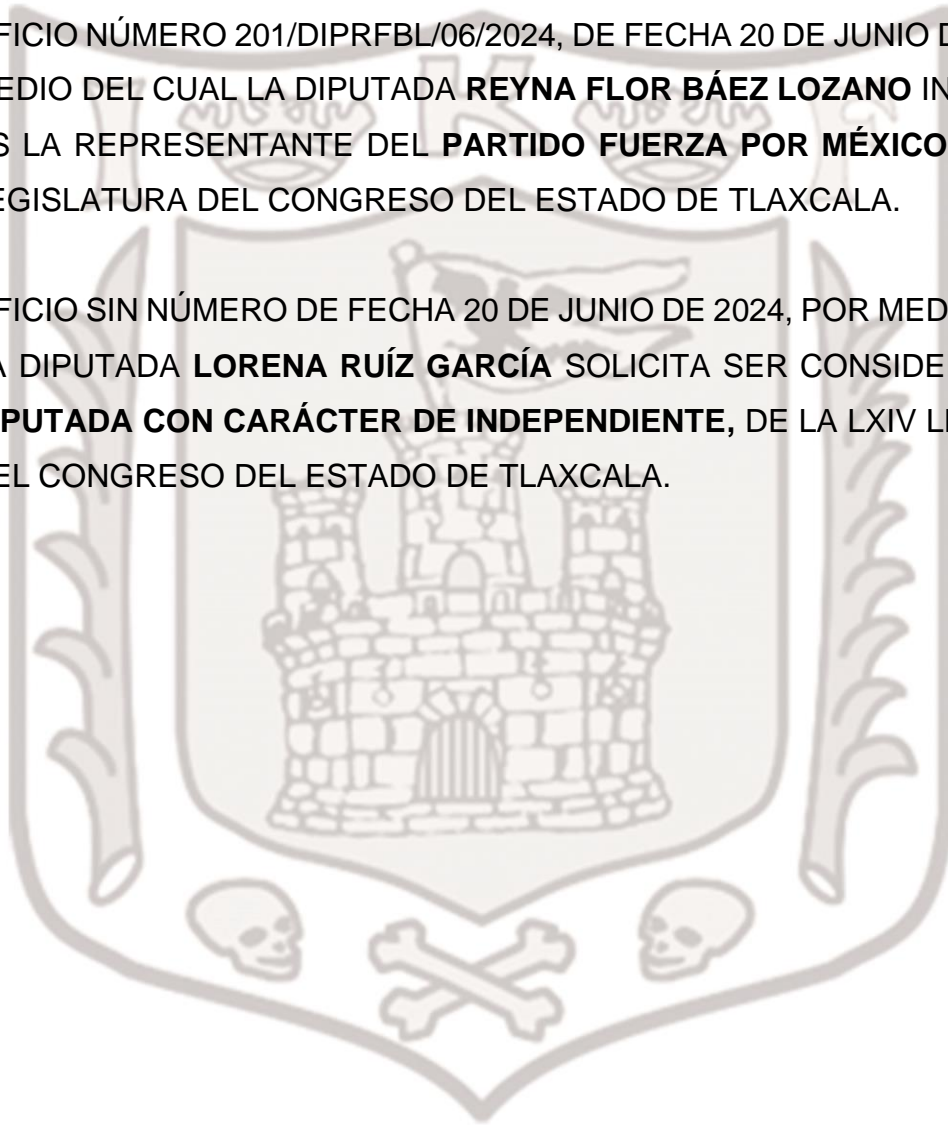 FICIO NÚMERO 201/DIPRFBL/06/2024, DE FECHA 20 DE JUNIO D
EDIO DEL CUAL LA DIPUTADA REYNA FLOR BÁEZ LOZANO IN
S LA REPRESENTANTE DEL PARTIDO FUERZA POR MÉXICO
EGISLATURA DEL CONGRESO DEL ESTADO DE TLAXCALA.
FICIO SIN NÚMERO DE FECHA 20 DE JUNIO DE 2024, POR MED
A DIPUTADA LORENA RUÍZ GARCÍA SOLICITA SER CONSIDE
PUTADA CON CARÁCTER DE INDEPENDIENTE, DE LA LXIV L
EL CONGRESO DEL ESTADO DE TLAXCALA.